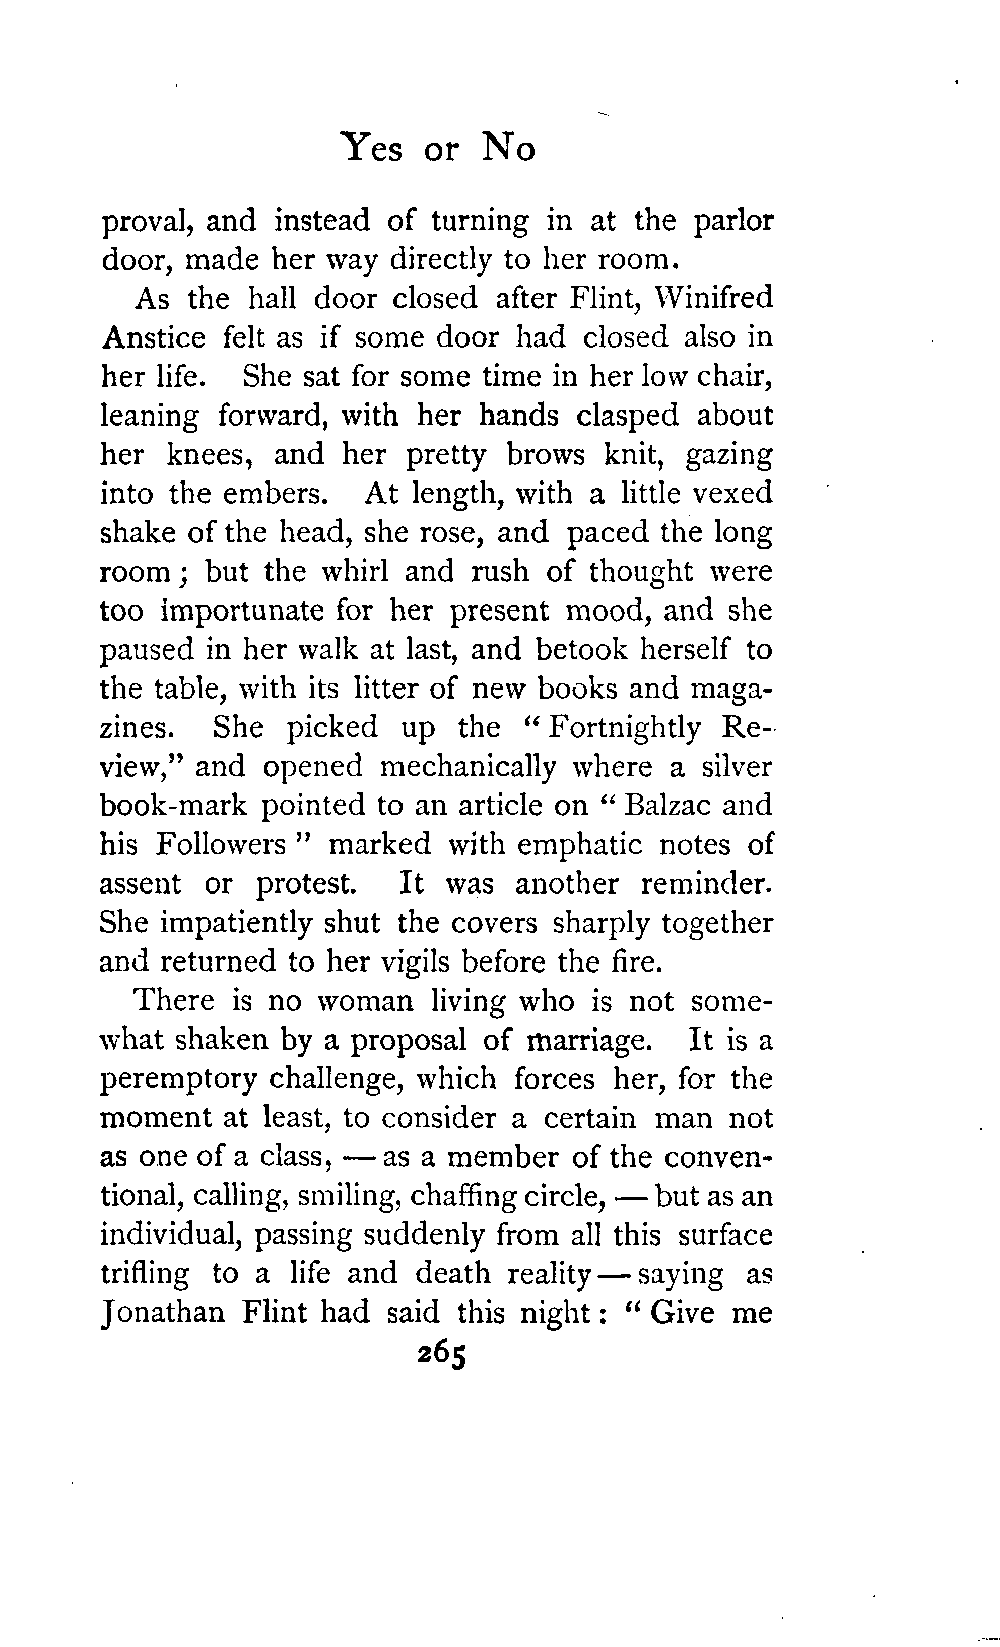 Yes or No
proval, and instead of turning in at the parlor
door, made her way directly to her room.
As the hall door closed after Flint, Winifred
Anstice felt as if some door had closed also in
her life. She sat for some time in her low chair,
leaning forward, with her hands clasped about
her knees, and her pretty brows knit, gazing
into the embers. At length, with a little vexed
shake of the head, she rose, and paced the long
room; but the whirl and rush of thought were
too importunate for her present mood, and she
paused in her walk at last, and betook herself to
the table, with its litter of new books and maga-
zines. She picked up the “Fortnightly Re-
view,” and opened mechanically where a silver
book-mark pointed to an article on “Balzac and
his Followers” marked with emphatic notes of
assent or protest. It was another reminder.
She impatiently shut the covers sharply together
and returned to her vigils before the fire.
There is no woman living who is not some-
what shaken by a proposal of marriage. It is a
peremptory challenge, which forces her, for the
moment at least, to consider a certain man not
as one of a class, — as a member of the conven-
tional, calling, smiling, chaffing circle, — but as an
individual, passing suddenly from all this surface
trifling to a life and death reality — saying as
Jonathan Flint had said this night: “Give me
265